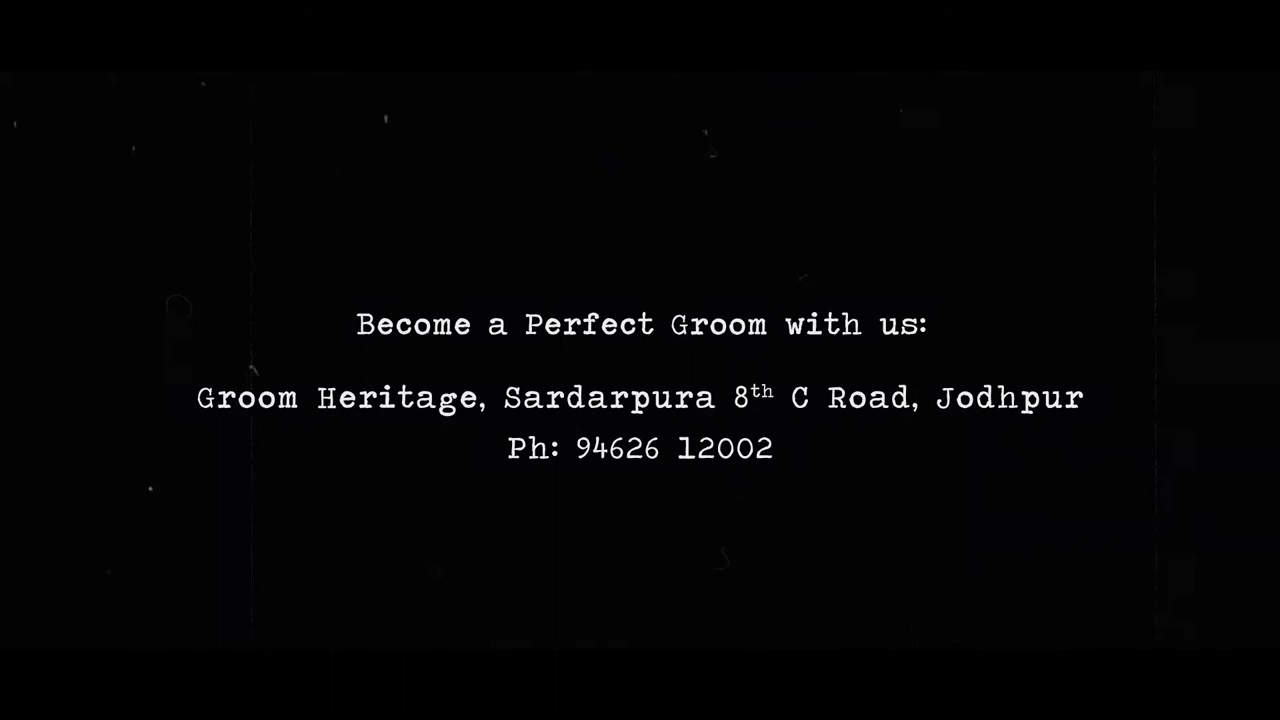 Become a Perfect Groom with us:
Groom Heritage, Sardarpura 8th C Road, Jodhpur
Ph: 94626 12002